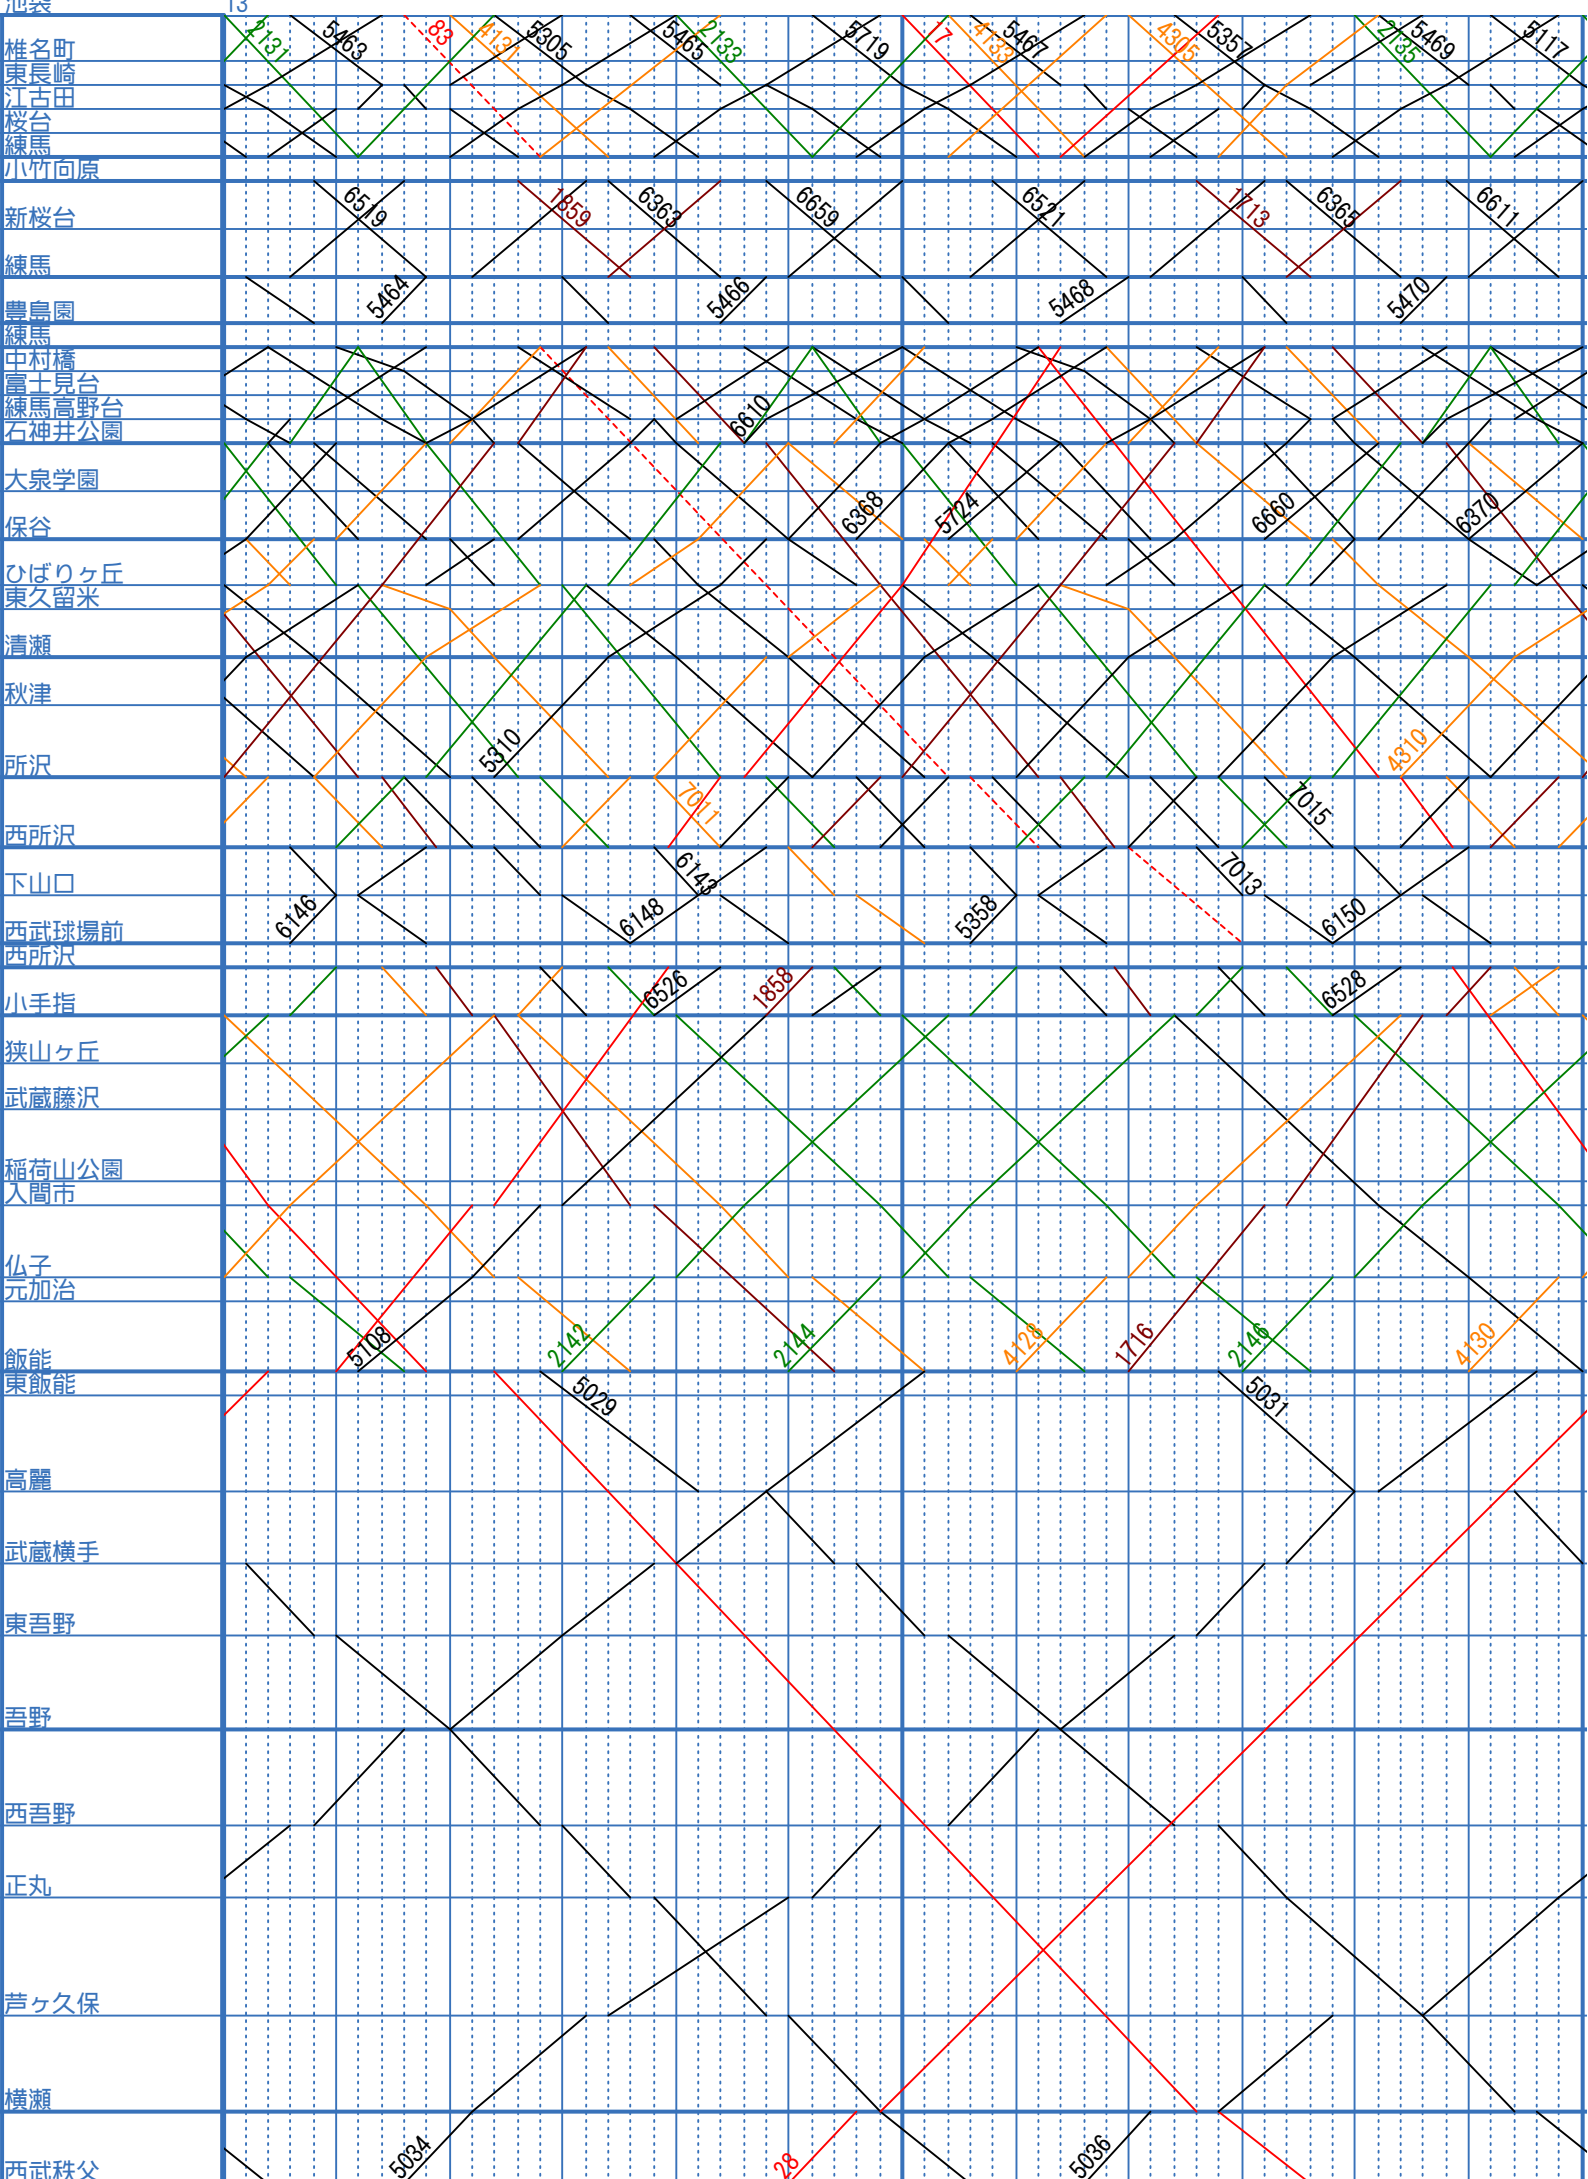 池袋 13
2131 5463 83 4131 5305 5465 2133 5719 17 4133 5467 4305 5357 2135 5469 5117
椎名町
東長崎
江古田
桜台
練馬
小竹向原
6519 1859 6363 6659 6521 1713 6365 6611
新桜台
練馬
5464 5466 5468 5470
豊島園
練馬
中村橋
富士見台
練馬高野台
6610
石神井公園
大泉学園
6368 5724 6660 6370
保谷
ひばりヶ丘
東久留米
清瀬
秋津
5310 4310
所沢
7011 7015
西所沢
6143 7013
下山口
6146 6148 5358 6150
西武球場前
西所沢
6526 1858 6528
小手指
狭山ヶ丘
武蔵藤沢
稲荷山公園
入間市
仏子
元加治
5108 2142 2144 4128 1716 2146 4130
飯能
東飯能
5029 5031
高麗
武蔵横手
東吾野
吾野
西吾野
正丸
芦ヶ久保
横瀬
5034 28 5036
西武秩父